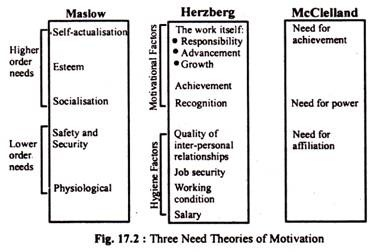 Maslow
Higher
order
needs
Self-actualisation
Esteem
Socialisation
Lower
order
needs
Safety and
Security
Physiological
Herzberg
Motivational Factors
The work itself:
● Responsibility
● Advancement
● Growth
Achievement
Recognition
Hygiene Factors
Quality of
inter-personal
relationships
Job security
Working
condition
Salary
McClelland
Need for
achievement
Need for power
Need for
affiliation
Fig. 17.2 : Three Need Theories of Motivation